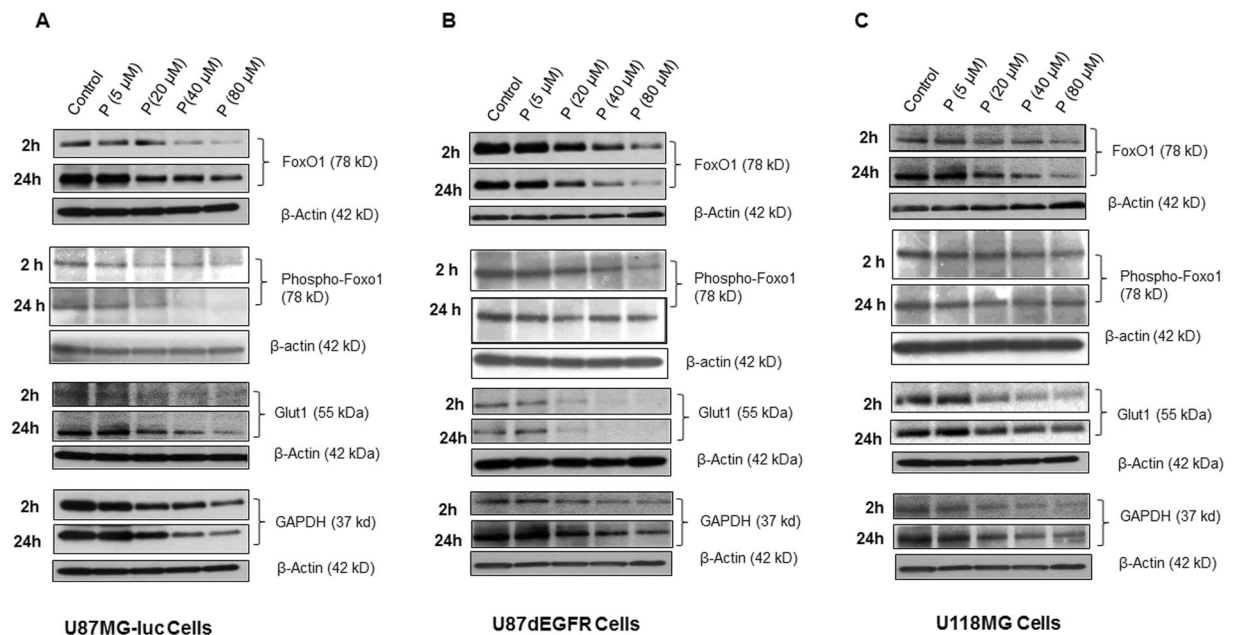 A
Control
P (5 µM)
P(20 µM)
P (40 µM)
P (80 µM)
2h
FoxO1 (78 kD)
24h
β-Actin (42 kD)
2 h
Phospho-Foxo1
(78 kD)
24 h
β-actin (42 kD)
2h
Glut1 (55 kDa)
24h
β-Actin (42 kDa)
2h
GAPDH (37 kd)
24h
β-Actin (42 kD)
U87MG-luc Cells
B
Control
P (5 µM)
P (20 µM)
P (40 µM)
P (80 µM)
2h
FoxO1 (78 kD)
24h
β-Actin (42 kD)
2 h
Phospho-Foxo1
(78 kD)
24 h
β-actin (42 kD)
2h
Glut1 (55 kDa)
24h
β-Actin (42 kDa)
2h
GAPDH (37 kd)
24h
β-Actin (42 kD)
U87dEGFR Cells
C
Control
P (5 µM)
P (20 µM)
P (40 µM)
P (80 µM)
2h
FoxO1 (78 kD)
24h
β-Actin (42 kD)
2 h
Phospho-Foxo1
(78 kD)
24 h
β-actin (42 kD)
2h
Glut1 (55 kDa)
24h
β-Actin (42 kDa)
2h
GAPDH (37 kd)
24h
β-Actin (42 kD)
U118MG Cells